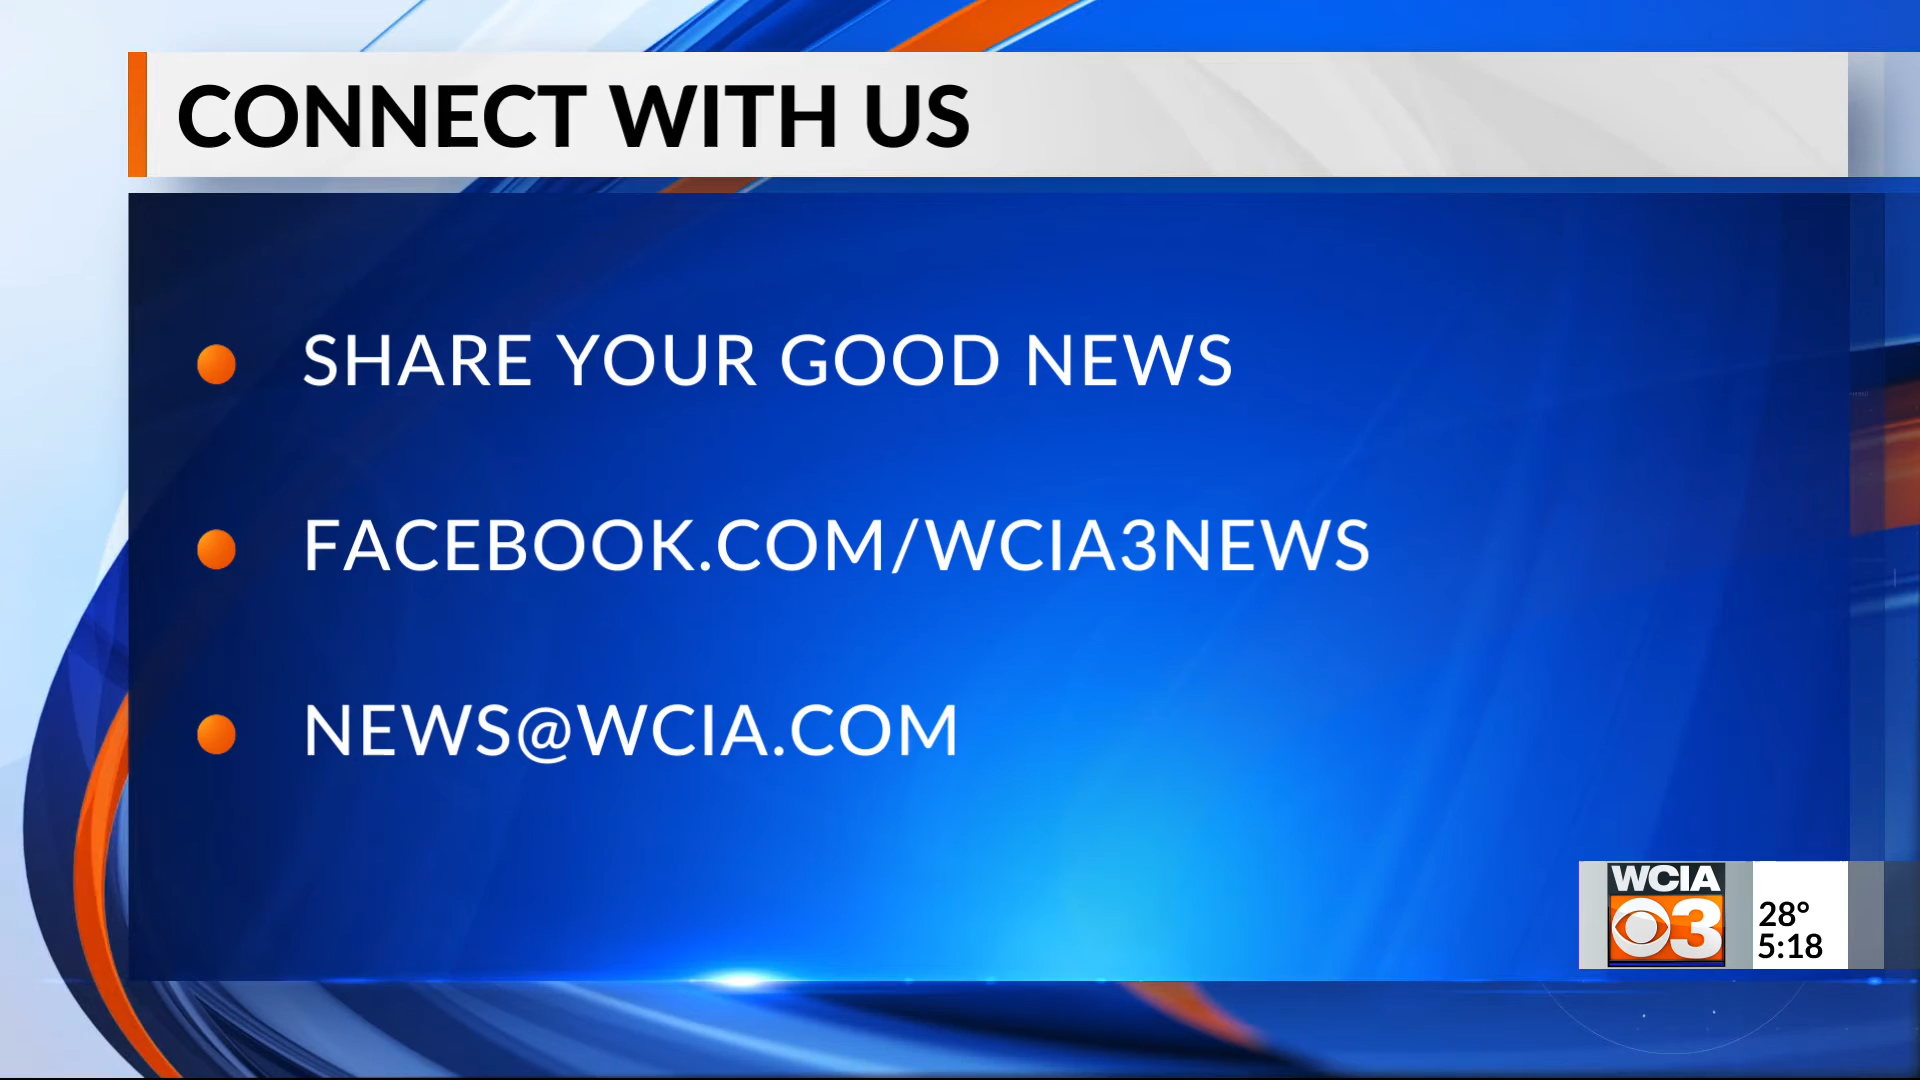 CONNECT WITH US
SHARE YOUR GOOD NEWS
FACEBOOK.COM/WCIA3NEWS
NEWS@WCIA.COM
WCIA
3
28°
5:18